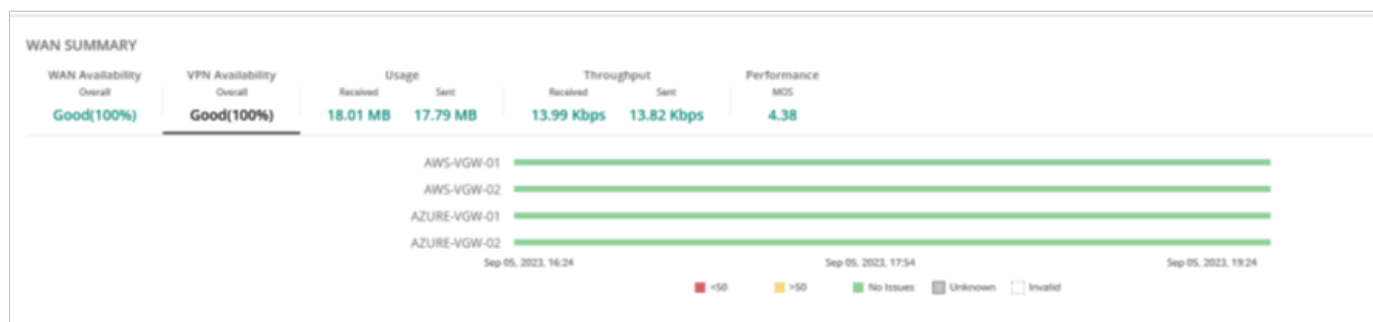 WAN SUMMARY
WAN Availability VPN Availability Usage Throughput Performance
Overall Overall Received Sent Received Sent MOS
Good(100%) Good(100%) 18.01 MB 17.79 MB 13.99 Kbps 13.82 Kbps 4.38
AWS-VGW-01
AWS-VGW-02
AZURE-VGW-01
AZURE-VGW-02
Sep 05, 2023, 16:24 Sep 05, 2023, 17:54 Sep 05, 2023, 19:24
<50 >50 No Issues Unknown Invalid